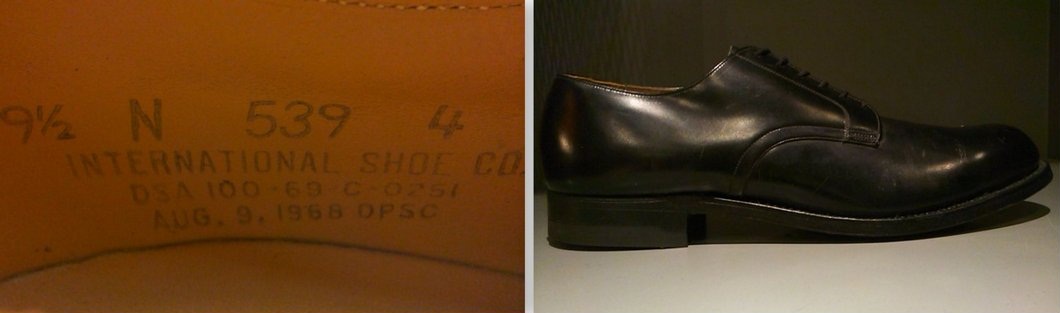 9½ N 539 4
INTERNATIONAL SHOE CO.
DSA 100-69-C-0251
AUG. 9, 1968 DPSC